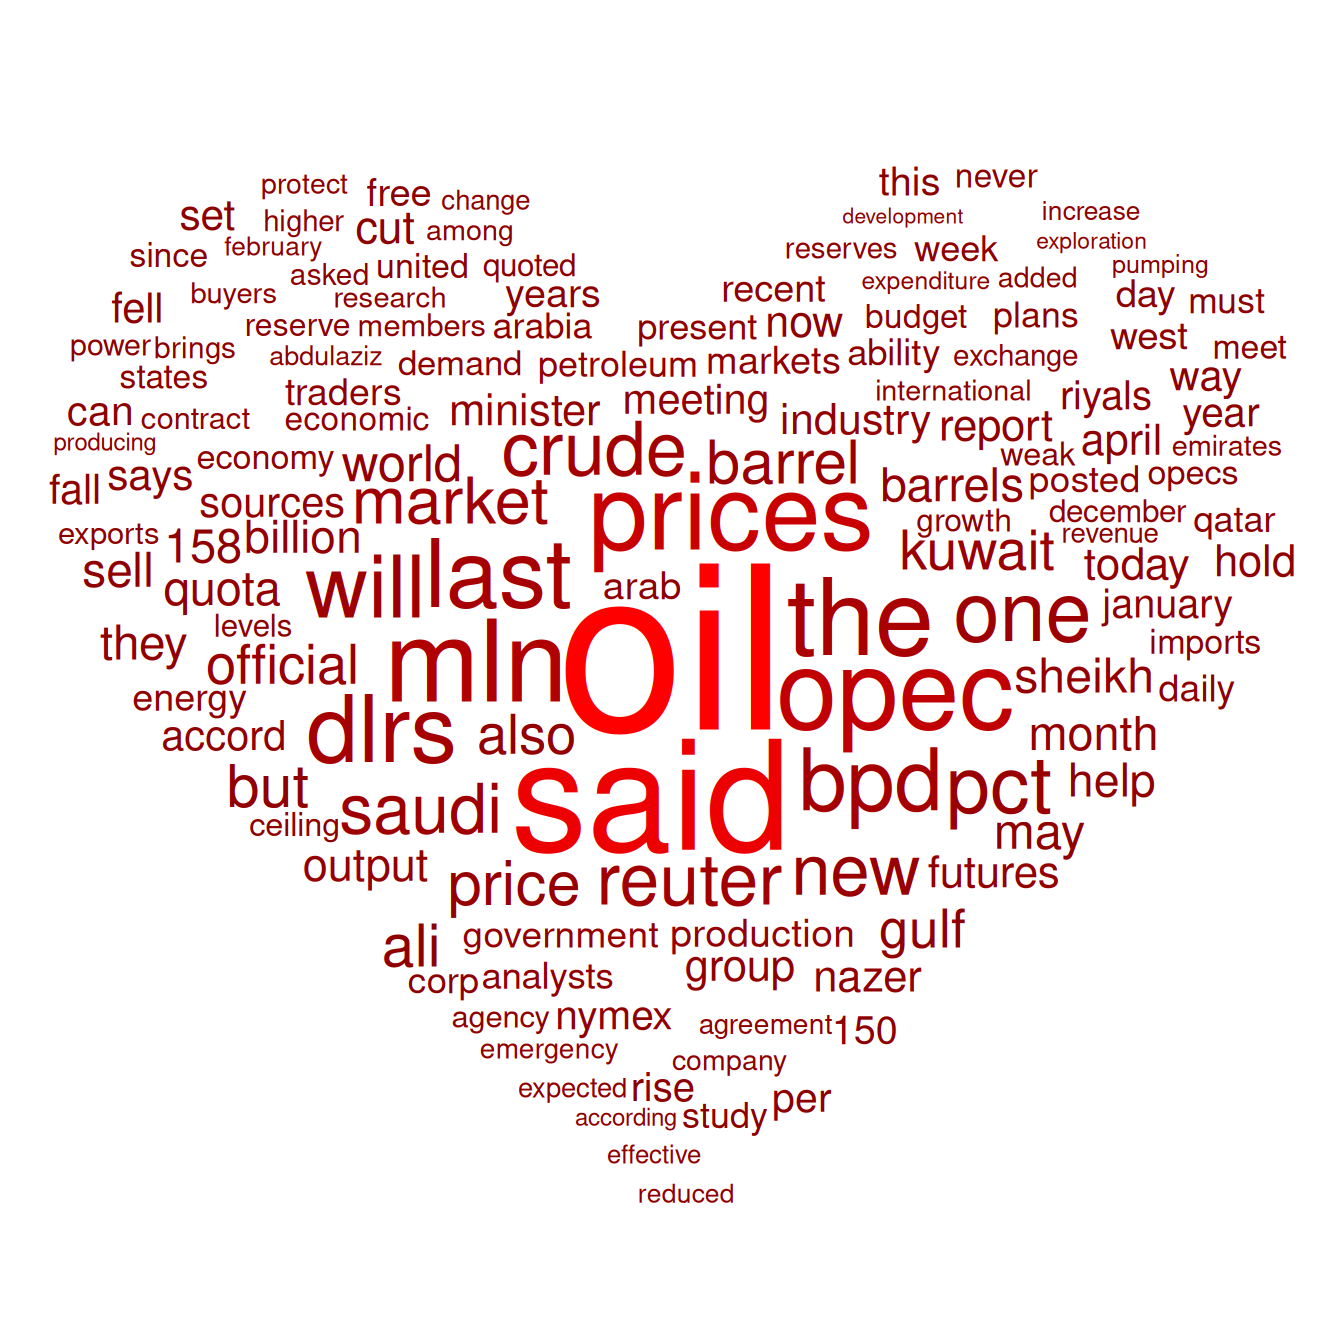 protect free change this never
set higher cut among development increase
since february asked united quoted reserves week exploration
fell buyers research years recent expenditure added pumping
reserve members arabia present now budget plans day must
power brings abdulaziz demand petroleum markets ability exchange west meet
states traders international riyals way
can contract economic minister meeting industry report april year
producing economy world crude. .barrel weak emirates
fall says sources market prices barrels posted opecs
exports 158 billion growth december revenue qatar
sell quota will last arab kuwait today hold
they levels the one january imports
official mln oil opec sheikh daily
energy accord dlrs also month
but saudi said bpd pct help
ceiling may
output price reuter new futures
ali government production gulf
corp analysts group nazer
agency nymex agreement 150
emergency company
expected rise per
according study
effective
reduced